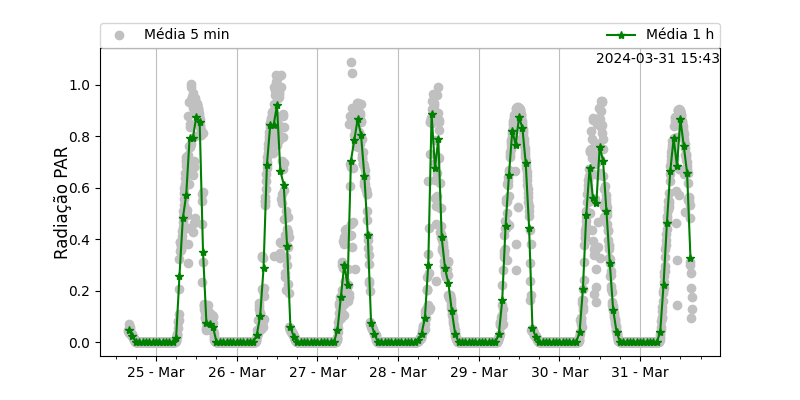 Média 5 min
Média 1 h
2024-03-31 15:43
Radiação PAR
1.0
0.8
0.6
0.4
0.2
0.0
25 - Mar
26 - Mar
27 - Mar
28 - Mar
29 - Mar
30 - Mar
31 - Mar